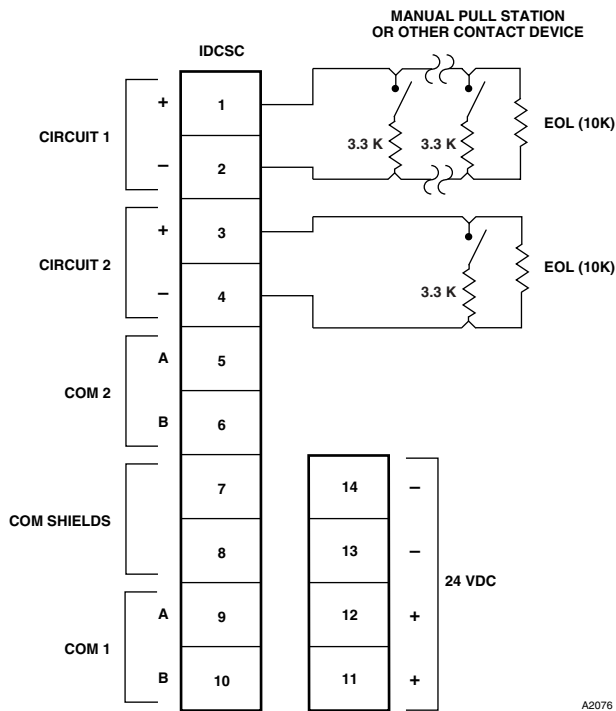 MANUAL PULL STATION
OR OTHER CONTACT DEVICE
IDCSC
CIRCUIT 1
+
1
–
2
3.3 K
3.3 K
EOL (10K)
CIRCUIT 2
+
3
–
4
3.3 K
EOL (10K)
COM 2
A
5
B
6
COM SHIELDS
7
8
COM 1
A
9
B
10
14
–
13
–
12
+
11
+
24 VDC
A2076